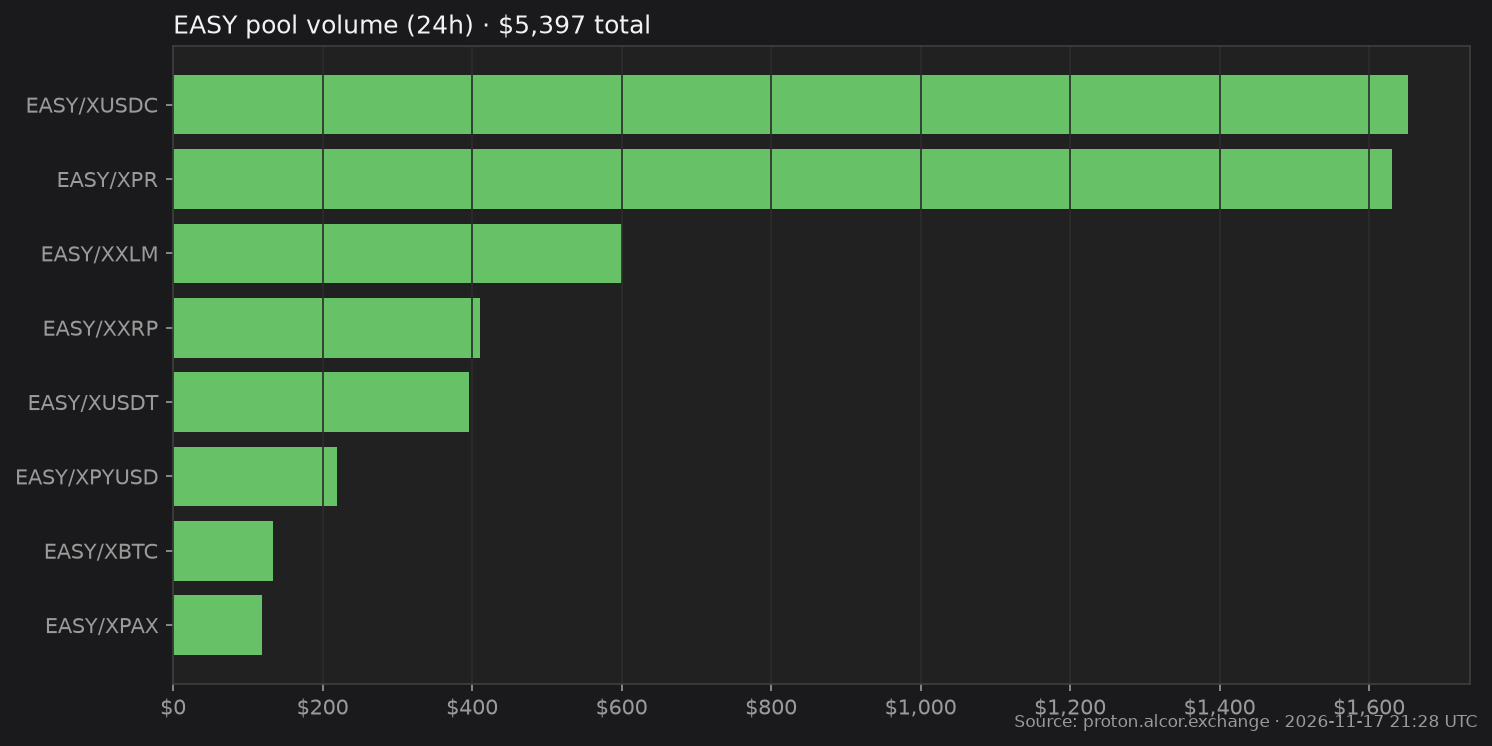 EASY pool volume (24h) · $5,397 total
EASY/XUSDC
EASY/XPR
EASY/XXLM
EASY/XXRP
EASY/XUSDT
EASY/XPYUSD
EASY/XBTC
EASY/XPAX
$0 $200 $400 $600 $800 $1,000 $1,200 $1,400 $1,600
Source: proton.alcor.exchange · 2026-11-17 21:28 UTC